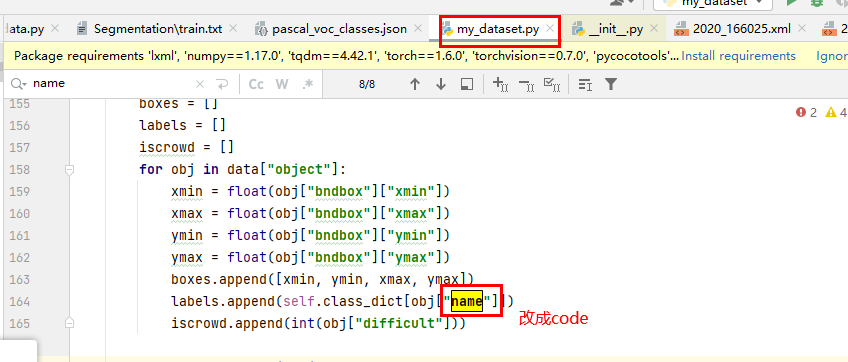 my_dataset
lata.py
Segmentation\train.txt
pascal_voc_classes.json
my_dataset.py
__init__.py
2020_166025.xml
2
Package requirements 'lxml', 'numpy==1.17.0', 'tqdm==4.42.1', 'torch==1.6.0', 'torchvision==0.7.0', 'pycocotools'... Install requirements Ignor
name
Cc W .* 8/8
155 boxes = []
2 4
156 labels = []
157 iscrowd = []
158 for obj in data["object"]:
159 xmin = float(obj["bndbox"]["xmin"])
160 xmax = float(obj["bndbox"]["xmax"])
161 ymin = float(obj["bndbox"]["ymin"])
162 ymax = float(obj["bndbox"]["ymax"])
163 boxes.append([xmin, ymin, xmax, ymax])
164 labels.append(self.class_dict[obj["name"]])
165 iscrowd.append(int(obj["difficult"]))
改成code